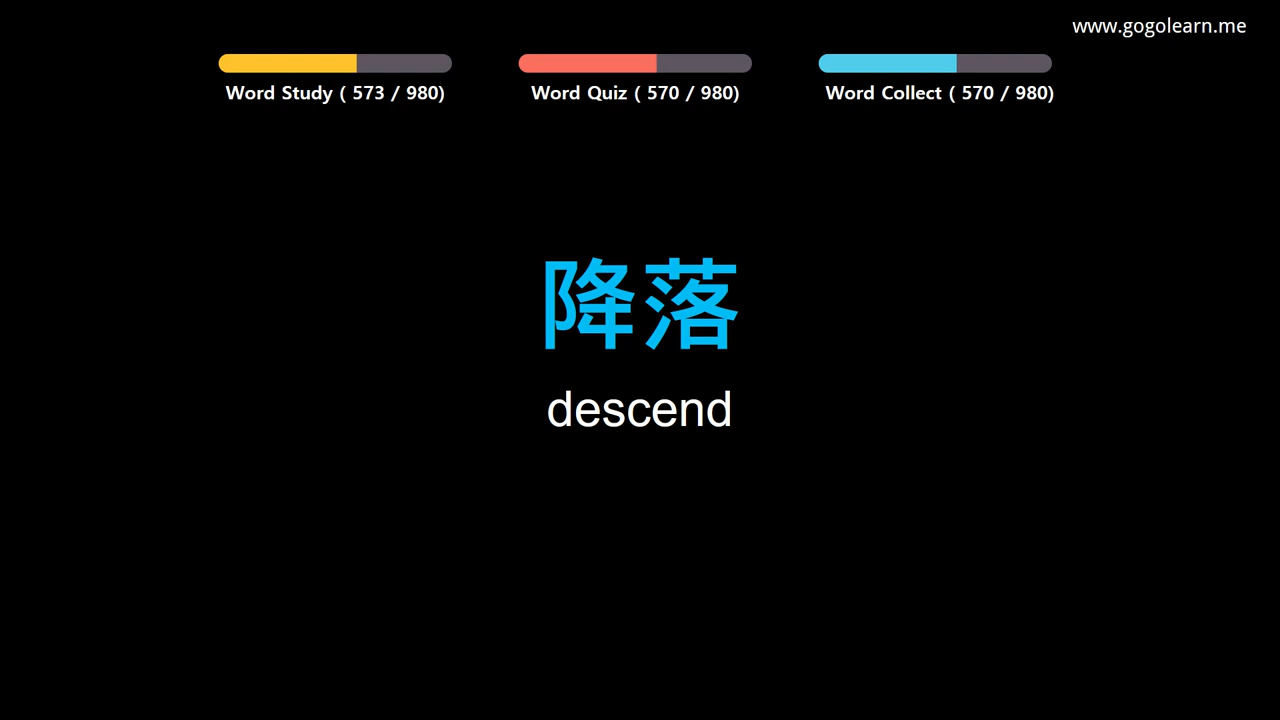 www.gogolearn.me
Word Study ( 573 / 980)
Word Quiz ( 570 / 980)
Word Collect ( 570 / 980)
降落
descend